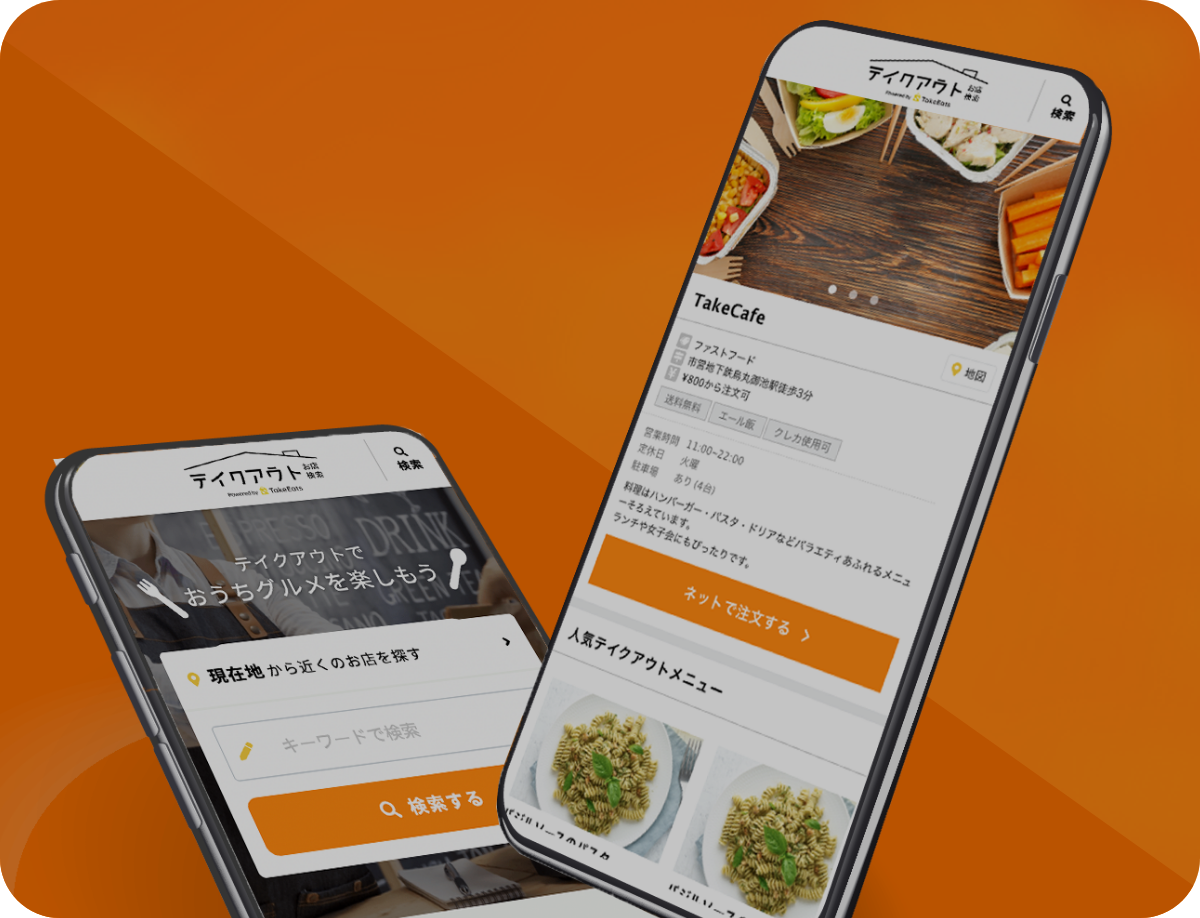 テイクアウト お店検索
Powered by TakeEats
検索
PRESSO
DRINK
テイクアウトで
おうちグルメを楽しもう
GREEN
現在地 から近くのお店を探す
キーワードで検索
検索する
テイクアウト お店検索
Powered by TakeEats
検索
TakeCafe
地図
ファストフード
市営地下鉄烏丸御池駅徒歩3分
¥800から注文可
送料無料 エール飯 クレカ使用可
営業時間 11:00~22:00
定休日 火曜
駐車場 あり (4台)
料理はハンバーガー・パスタ・ドリアなどバラエティあふれるメニュ
ーそろえています。
ランチや女子会にもぴったりです。
ネットで注文する
人気テイクアウトメニュー
バジルソースのパスタ